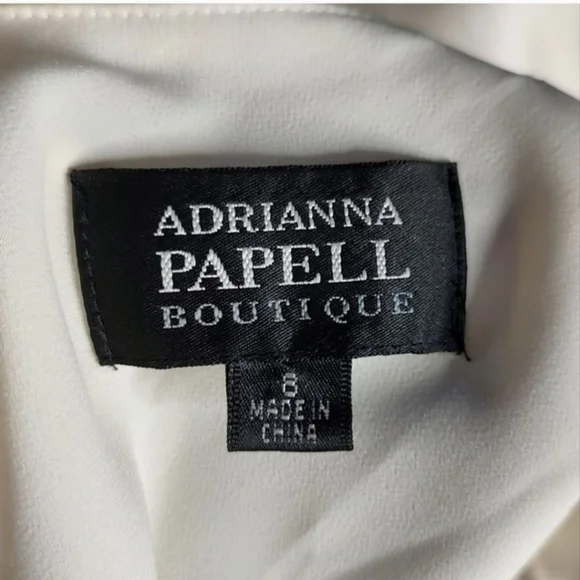 ADRIANNA
PAPELL
BOUTIQUE
8
MADE IN
CHINA